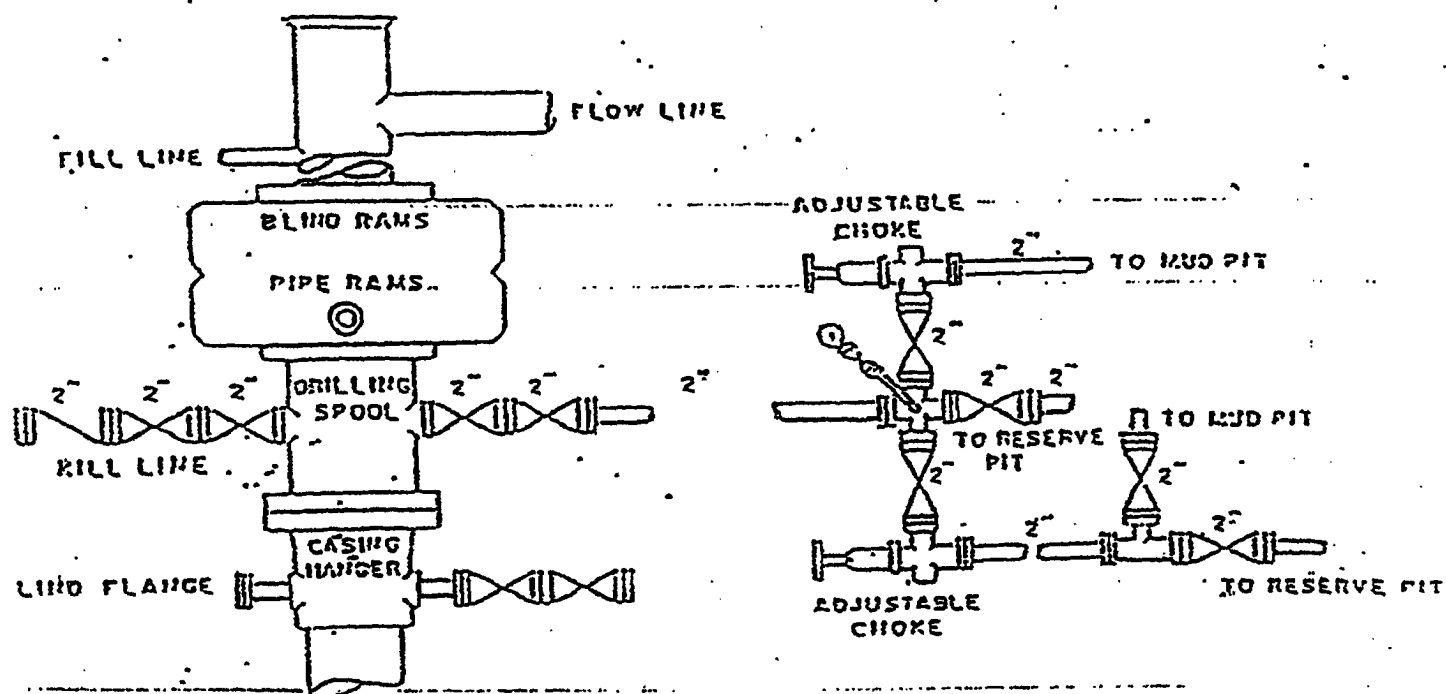 FLOW LINE
FILL LINE
BLIND RAMS
PIPE RAMS
DRILLING
SPOOL
2"
2"
2"
2"
2"
2"
KILL LINE
CASING
HANGER
LIND FLANGE
ADJUSTABLE
CHOKE
2"
TO MUD PIT
2"
2"
2"
TO RESERVE
PIT
TO MUD PIT
2"
2"
2"
2"
TO RESERVE PIT
ADJUSTABLE
CHOKE